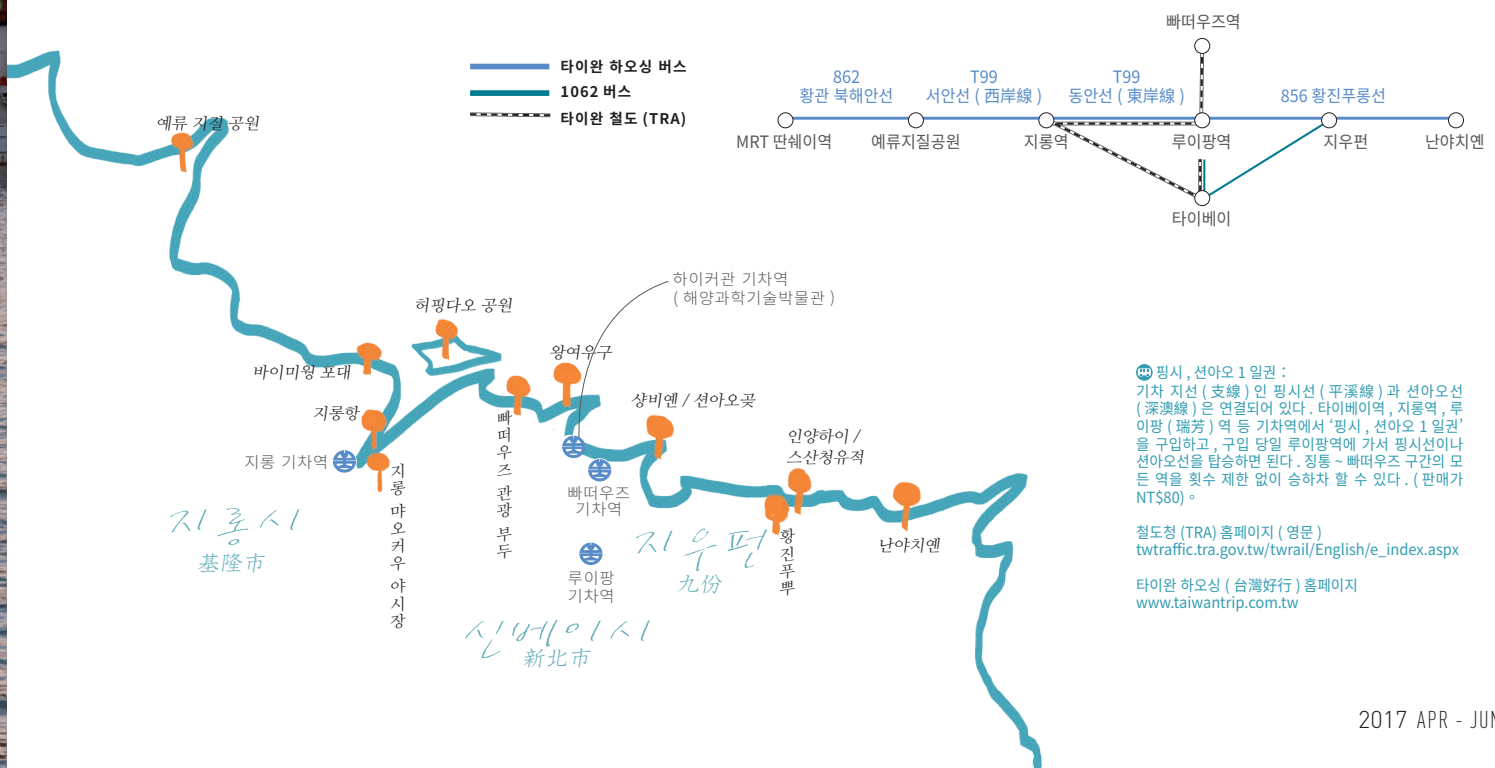 타이완 하오싱 버스
1062 버스
타이완 철도 (TRA)
빠떠우즈역
862
황관 북해안선
T99
서안선 ( 西岸線 )
T99
동안선 ( 東岸線 )
856 황진푸롱선
MRT 딴쉐이역
예류지질공원
지롱역
루이팡역
지우펀
난야치옌
타이베이
예류 지질 공원
하이커관 기차역
( 해양과학기술박물관 )
허핑다오 공원
왕여우구
바이미웡 포대
지롱항
샹비옌 / 션아오곶
인양하이 /
스산청유적
지롱 기차역
지롱 먀오커우 야시장
빠떠우즈 관광 부두
빠떠우즈
기차역
루이팡
기차역
황진푸뿌
난야치옌
지롱시
基隆市
지우펀
九份
신베이시
新北市
핑시 , 션아오 1 일권 :
기차 지선 ( 支線 ) 인 핑시선 ( 平溪線 ) 과 션아오선
( 深澳線 ) 은 연결되어 있다 . 타이베이역 , 지롱역 , 루
이팡 ( 瑞芳 ) 역 등 기차역에서 ‘핑시 , 션아오 1 일권’
을 구입하고 , 구입 당일 루이팡역에 가서 핑시선이나
션아오선을 탑승하면 된다 . 징통 ~ 빠떠우즈 구간의 모
든 역을 횟수 제한 없이 승하차 할 수 있다 . ( 판매가
NT$80) 。
철도청 (TRA) 홈페이지 ( 영문 )
twtraffic.tra.gov.tw/twrail/English/e_index.aspx
타이완 하오싱 ( 台灣好行 ) 홈페이지
www.taiwantrip.com.tw
2017 APR - JUN